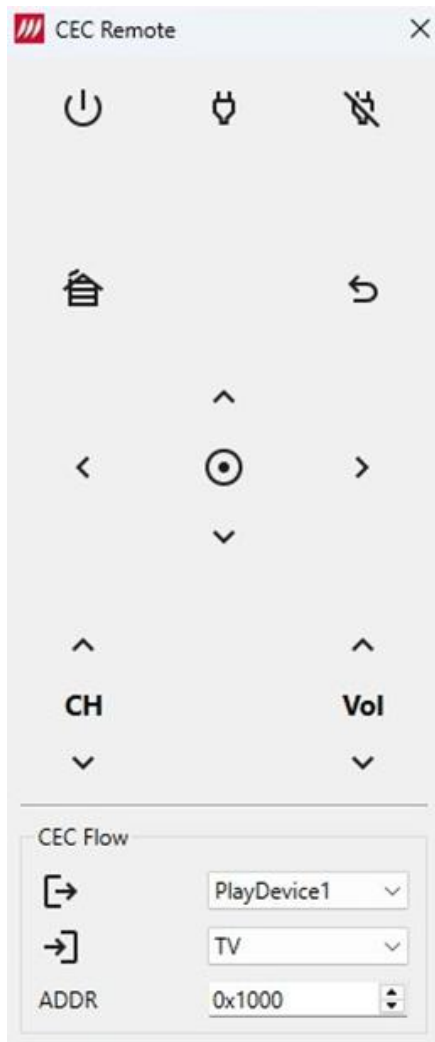 CEC Remote
CH
Vol
CEC Flow
PlayDevice1
TV
ADDR 0x1000